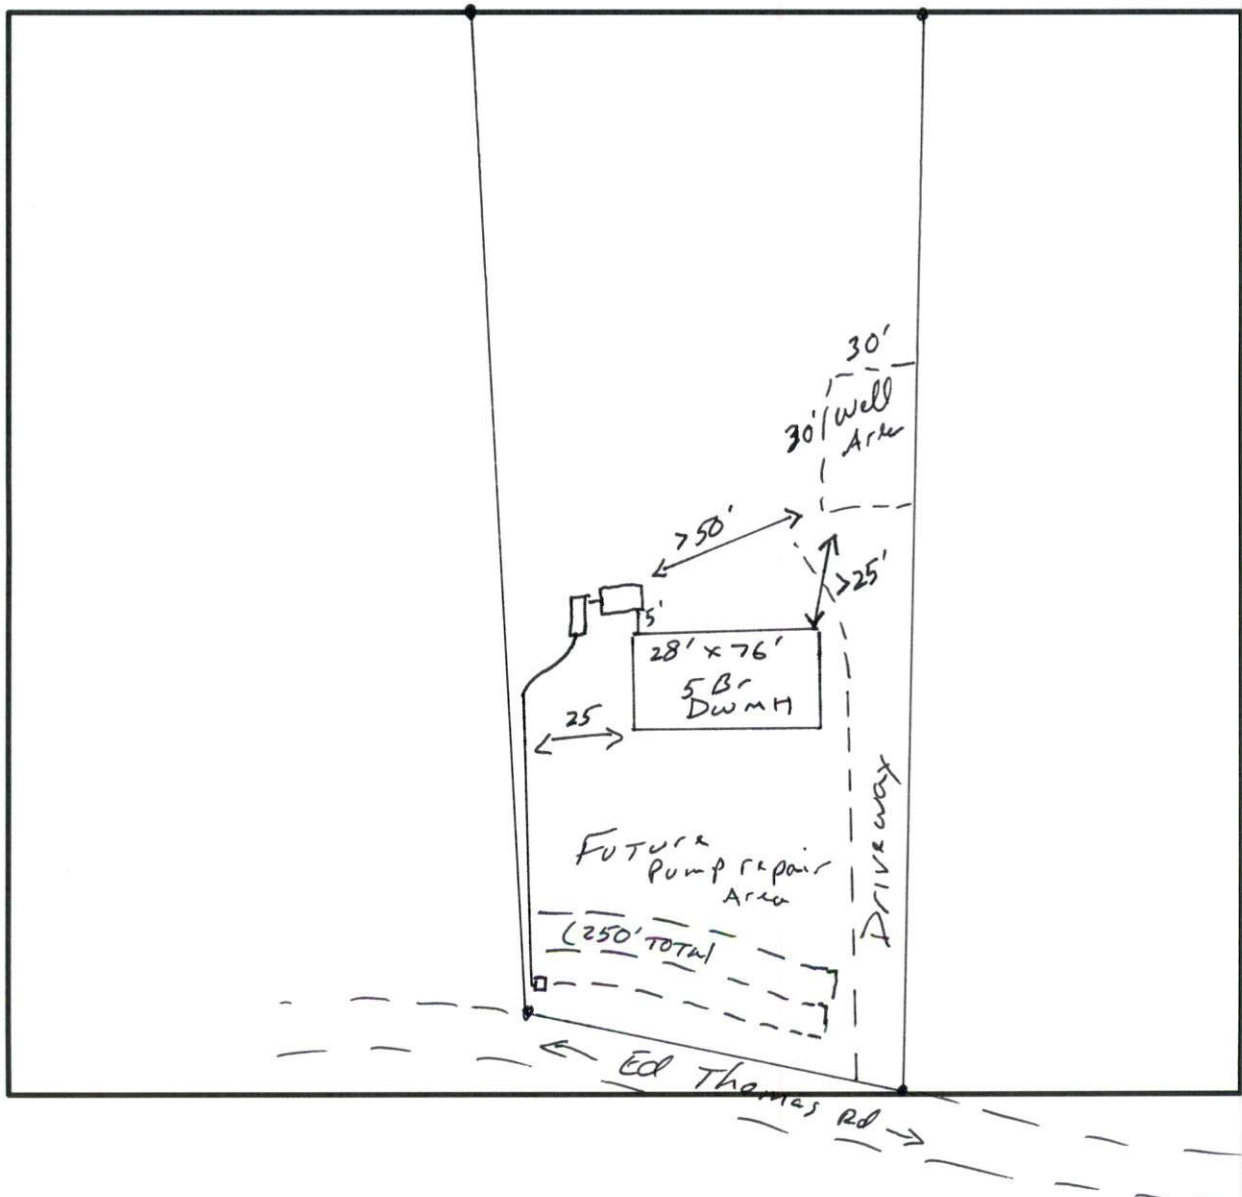 30'
30' Well
Area
>50'
>25'
5'
28' x 76'
5 Br
DWMH
25
Future
Pump repair
Area
Driveway
(250' TOTAL
Ed Thomas Rd